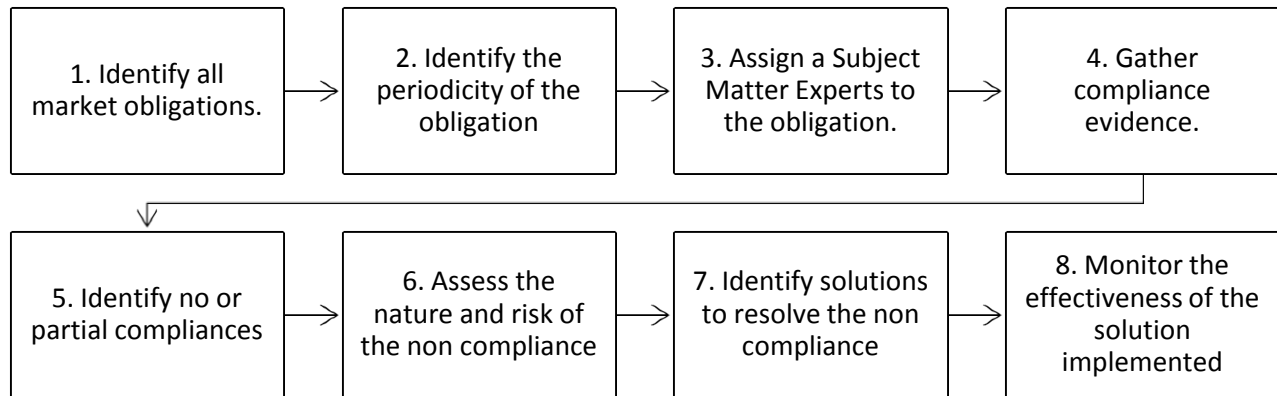 1. Identify all
market obligations.
2. Identify the
periodicity of the
obligation
3. Assign a Subject
Matter Experts to
the obligation.
4. Gather
compliance
evidence.
5. Identify no or
partial compliances
6. Assess the
nature and risk of
the non compliance
7. Identify solutions
to resolve the non
compliance
8. Monitor the
effectiveness of the
solution
implemented